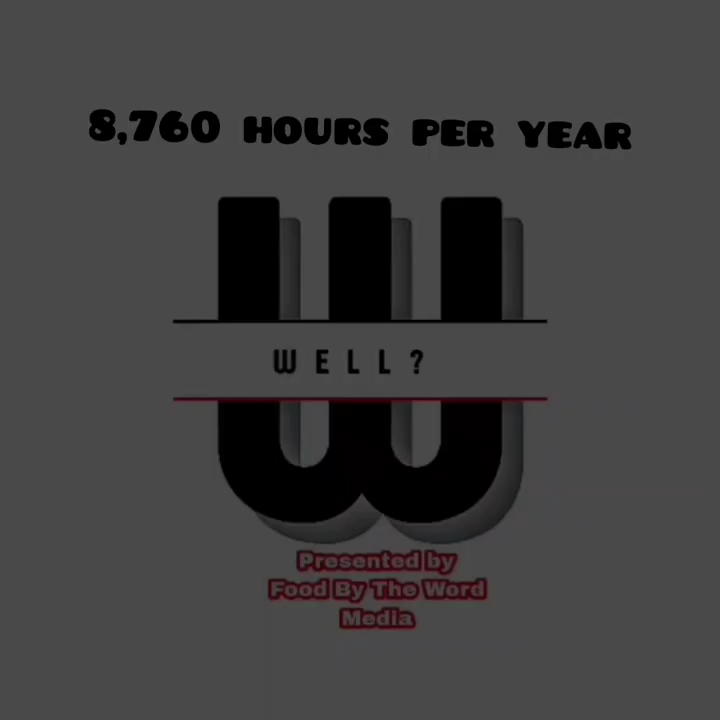 8,760 HOURS PER YEAR
WELL?
Presented by
Food By The Word
Media